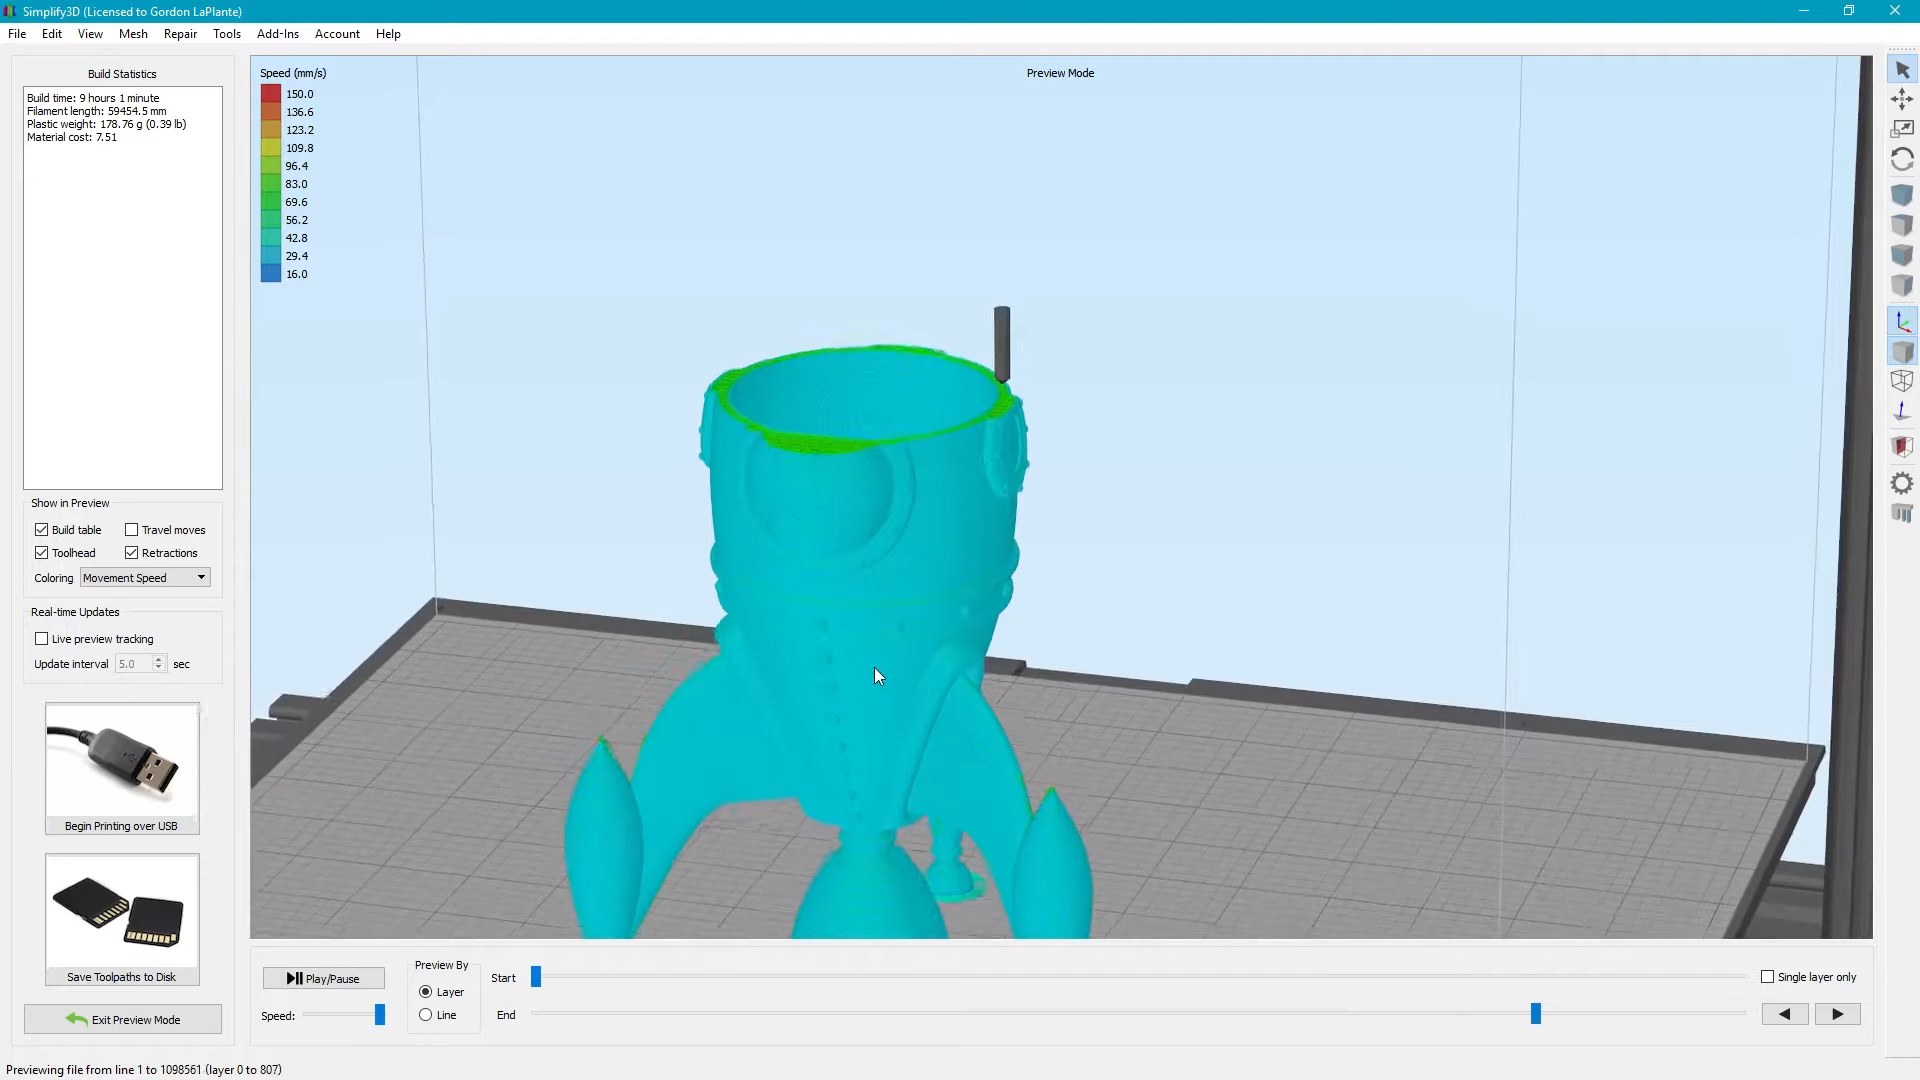 Simplify3D (Licensed to Gordon LaPlante)
File Edit View Mesh Repair Tools Add-Ins Account Help
Build Statistics
Build time: 9 hours 1 minute
Filament length: 59454.5 mm
Plastic weight: 178.76 g (0.39 lb)
Material cost: 7.51
Show in Preview
Build table
Travel moves
Toolhead
Retractions
Coloring Movement Speed
Real-time Updates
Live preview tracking
Update interval 5.0 sec
Begin Printing over USB
Save Toolpaths to Disk
Exit Preview Mode
Speed (mm/s)
150.0
136.6
123.2
109.8
96.4
83.0
69.6
56.2
42.8
29.4
16.0
Preview Mode
Play/Pause
Speed:
Preview By
Layer
Line
Start
End
Single layer only
Previewing file from line 1 to 1098561 (layer 0 to 807)